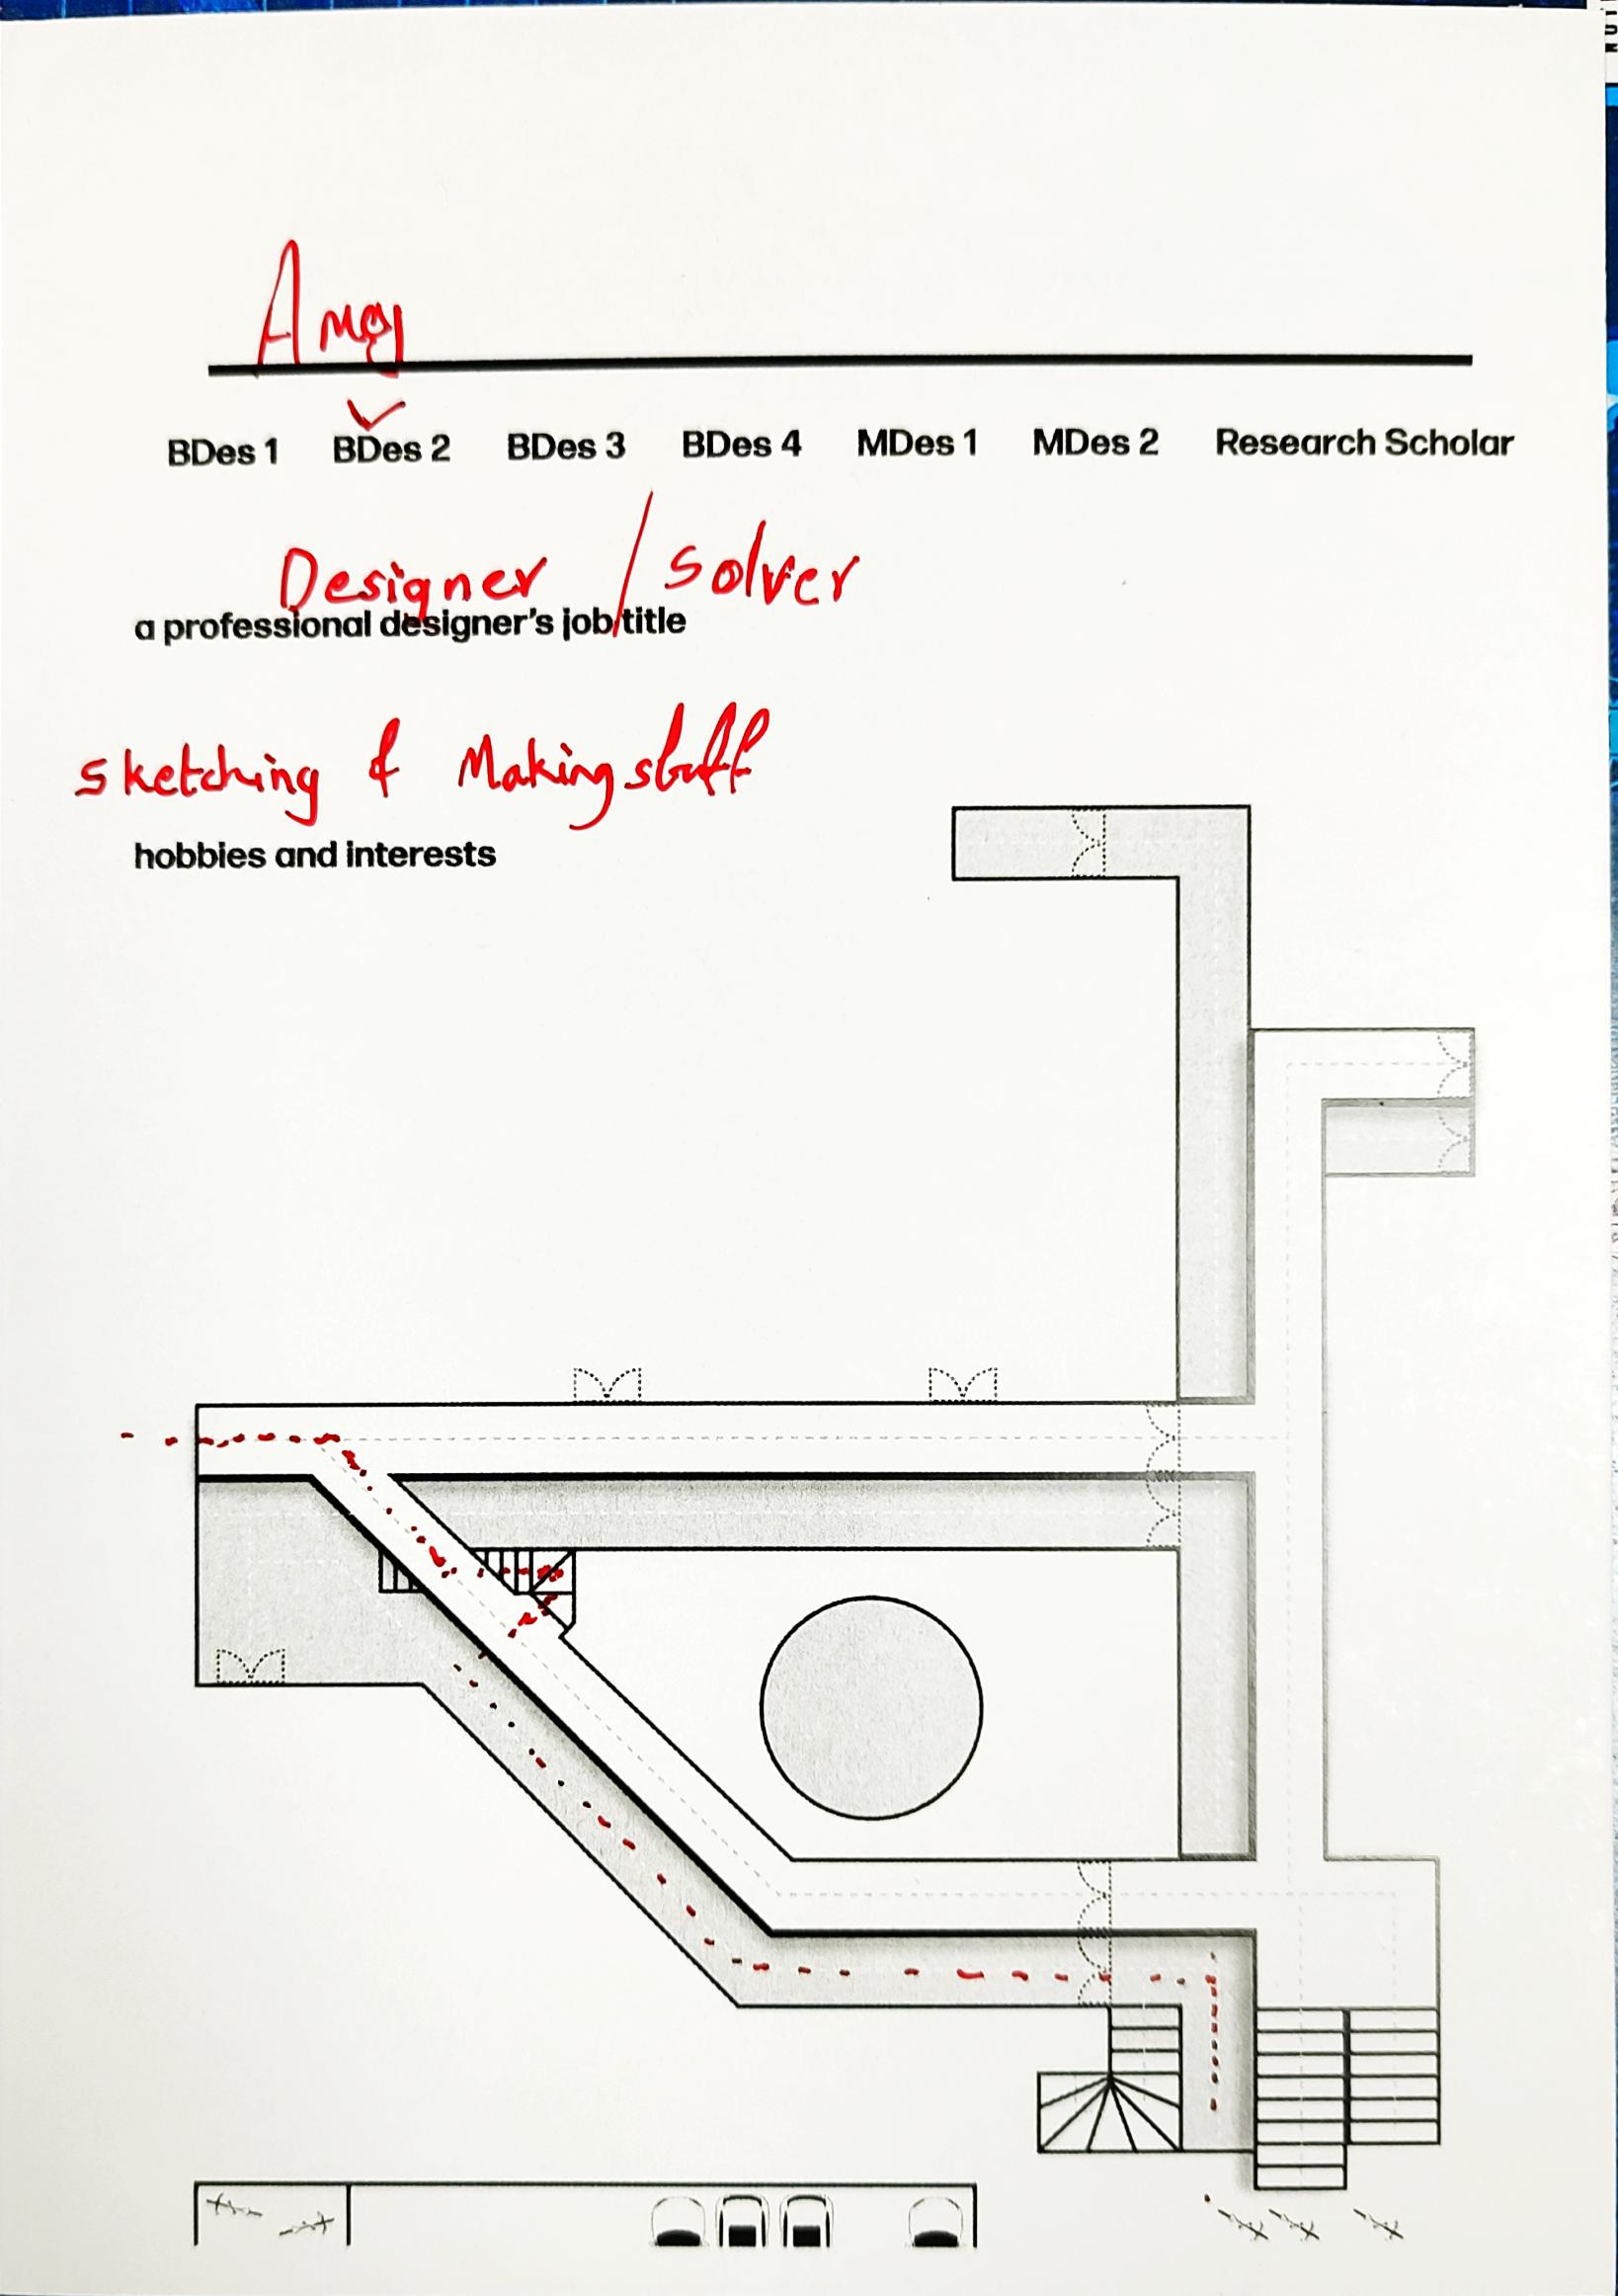 Amey
BDes 1 BDes 2 BDes 3 BDes 4 MDes 1 MDes 2 Research Scholar
Designer / Solver
a professional designer's job title
Sketching & Making stuff
hobbies and interests